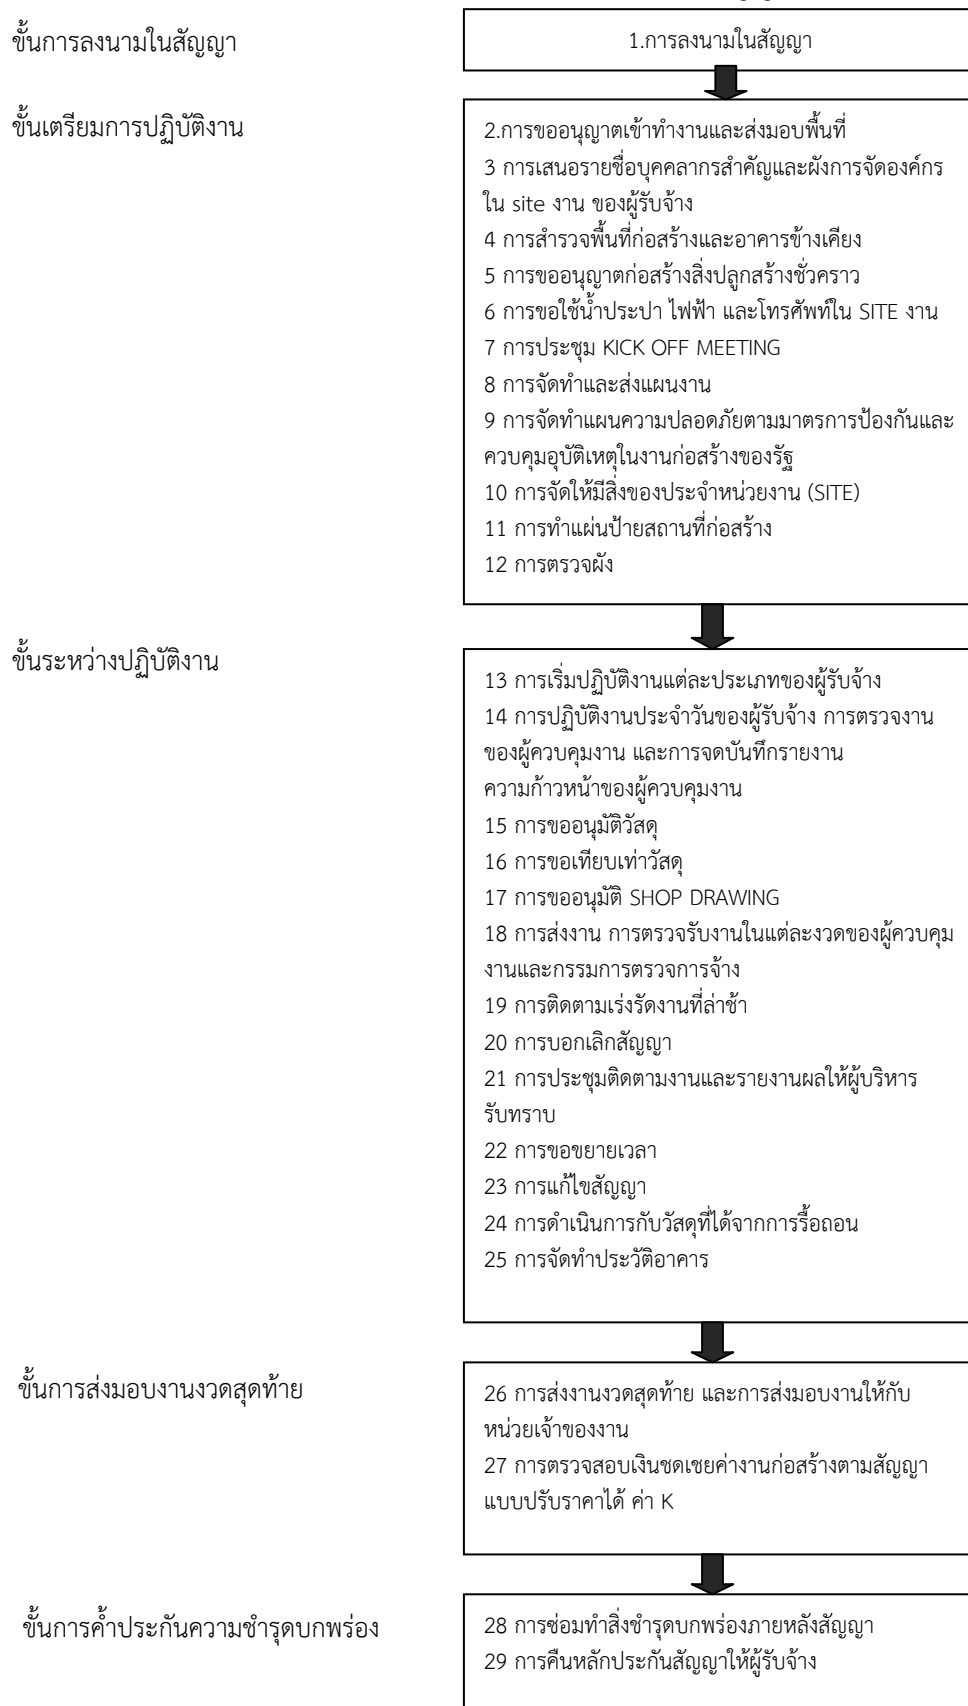 ขั้นการลงนามในสัญญา
1.การลงนามในสัญญา
ขั้นเตรียมการปฏิบัติงาน
2.การขออนุญาตเข้าทำงานและส่งมอบพื้นที่
3 การเสนอรายชื่อบุคคลากรสำคัญและผังการจัดองค์กร
ใน site งาน ของผู้รับจ้าง
4 การสำรวจพื้นที่ก่อสร้างและอาคารข้างเคียง
5 การขออนุญาตก่อสร้างสิ่งปลูกสร้างชั่วคราว
6 การขอใช้น้ำประปา ไฟฟ้า และโทรศัพท์ใน SITE งาน
7 การประชุม KICK OFF MEETING
8 การจัดทำและส่งแผนงาน
9 การจัดทำแผนความปลอดภัยตามมาตรการป้องกันและ
ควบคุมอุบัติเหตุในงานก่อสร้างของรัฐ
10 การจัดให้มีสิ่งของประจำหน่วยงาน (SITE)
11 การทำแผ่นป้ายสถานที่ก่อสร้าง
12 การตรวจผัง
ขั้นระหว่างปฏิบัติงาน
13 การเริ่มปฏิบัติงานแต่ละประเภทของผู้รับจ้าง
14 การปฏิบัติงานประจำวันของผู้รับจ้าง การตรวจงาน
ของผู้ควบคุมงาน และการจดบันทึกรายงาน
ความก้าวหน้าของผู้ควบคุมงาน
15 การขออนุมัติวัสดุ
16 การขอเทียบเท่าวัสดุ
17 การขออนุมัติ SHOP DRAWING
18 การส่งงาน การตรวจรับงานในแต่ละงวดของผู้ควบคุม
งานและกรรมการตรวจการจ้าง
19 การติดตามเร่งรัดงานที่ล่าช้า
20 การบอกเลิกสัญญา
21 การประชุมติดตามงานและรายงานผลให้ผู้บริหาร
รับทราบ
22 การขอขยายเวลา
23 การแก้ไขสัญญา
24 การดำเนินการกับวัสดุที่ได้จากการรื้อถอน
25 การจัดทำประวัติอาคาร
ขั้นการส่งมอบงานงวดสุดท้าย
26 การส่งงานงวดสุดท้าย และการส่งมอบงานให้กับ
หน่วยเจ้าของงาน
27 การตรวจสอบเงินชดเชยค่างานก่อสร้างตามสัญญา
แบบปรับราคาได้ ค่า K
ขั้นการค้ำประกันความชำรุดบกพร่อง
28 การซ่อมทำสิ่งชำรุดบกพร่องภายหลังสัญญา
29 การคืนหลักประกันสัญญาให้ผู้รับจ้าง